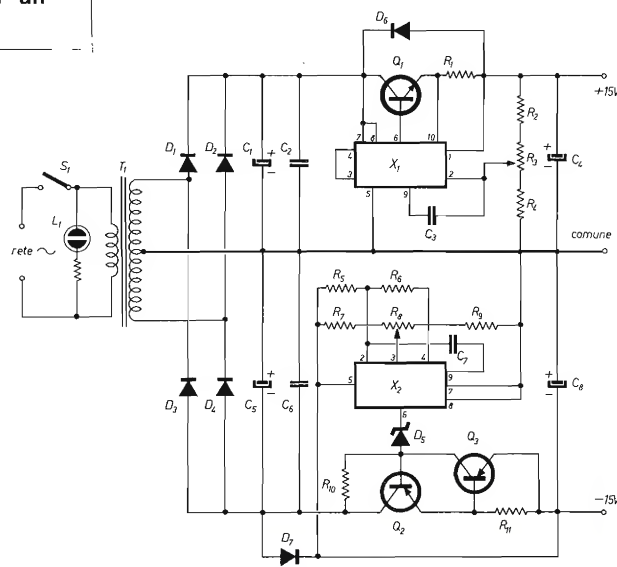 un
D6
Q1
R1
+15V
R2
7 8 6 10
D1 D2 C1 + - C2
4 X1 1
R3
+ - C4
3 2
S1
T1
5 9
R4
L1
C3
comune
rete ~
R5 R6
R7 R8 R9
C7
2 3 4
+ -
D3 D4 C5 C6
5 X2 9
7
8
+ - C8
6
D5
Q3
R10
Q2
R11
-15V
D7